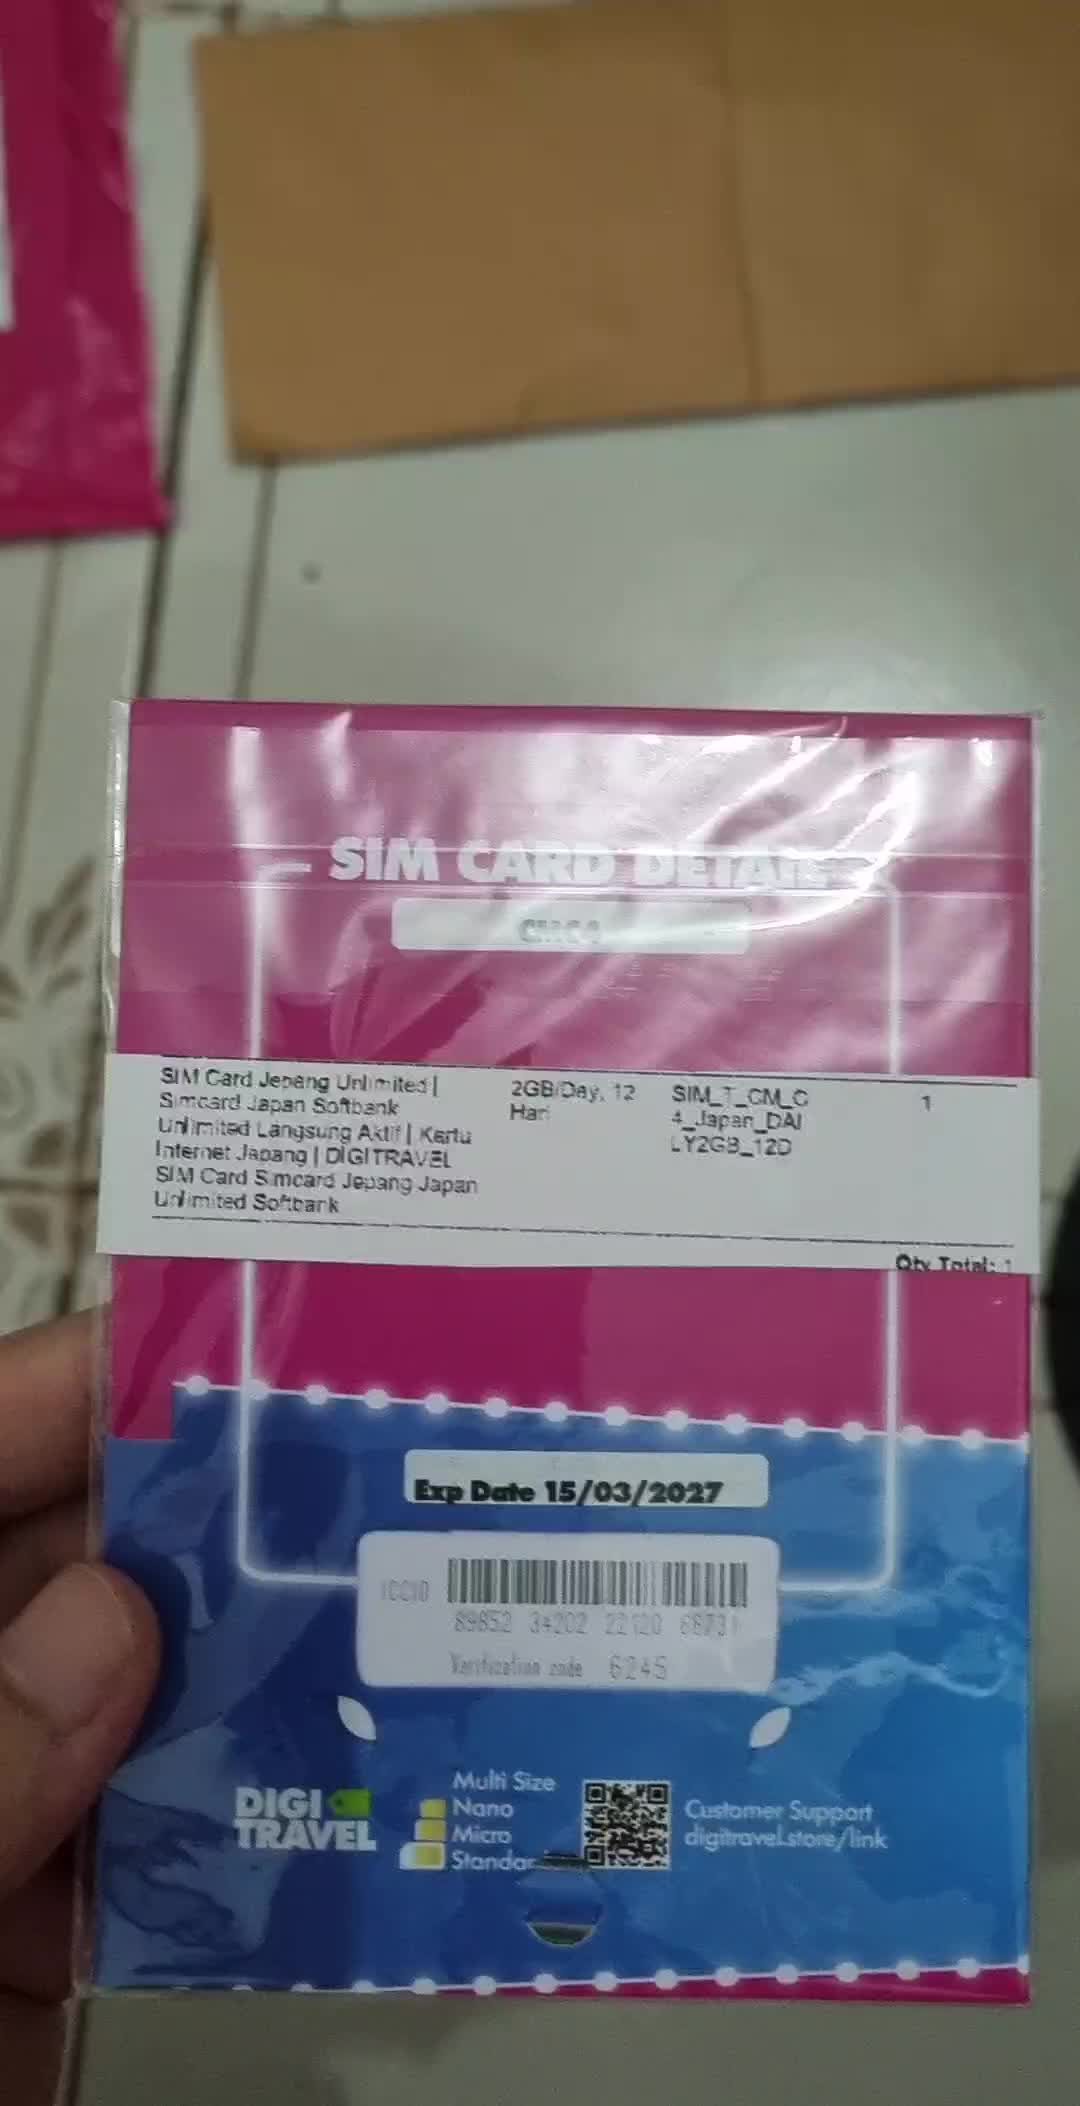 SIM CARD DETAIL
SIM Card Jepang Unlimited |
Simcard Japan Softbank
Unlimited Langsung Aktif | Kartu
Internet Jepang | DIGITRAVEL
SIM Card Simcard Jepang Japan
Unlimited Softbank
2GB/Day, 12
Hari
SIM_T_CM_C
4_Japan_DAI
LY2GB_12D
1
Qty Total: 1
Exp Date 15/03/2027
ICCID
89852 34202 22120 68731
Verification code 6245
DIGI
TRAVEL
Multi Size
Nano
Micro
Standar
Customer Support
digitravel.store/link